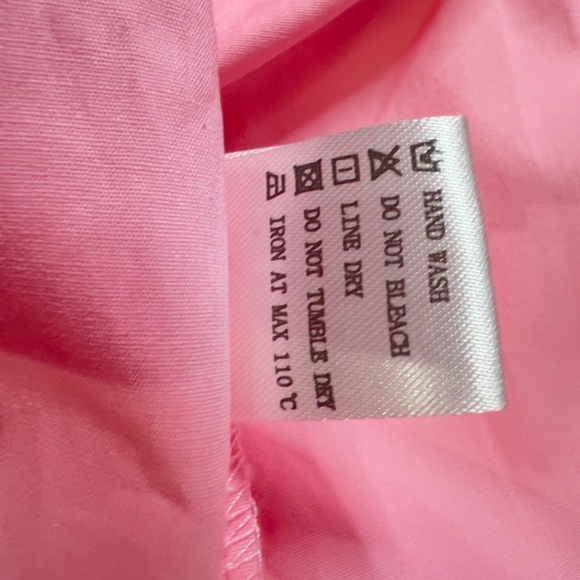 HAND WASH
DO NOT BLEACH
LINE DRY
DO NOT TUMBLE DRY
IRON AT MAX 110℃